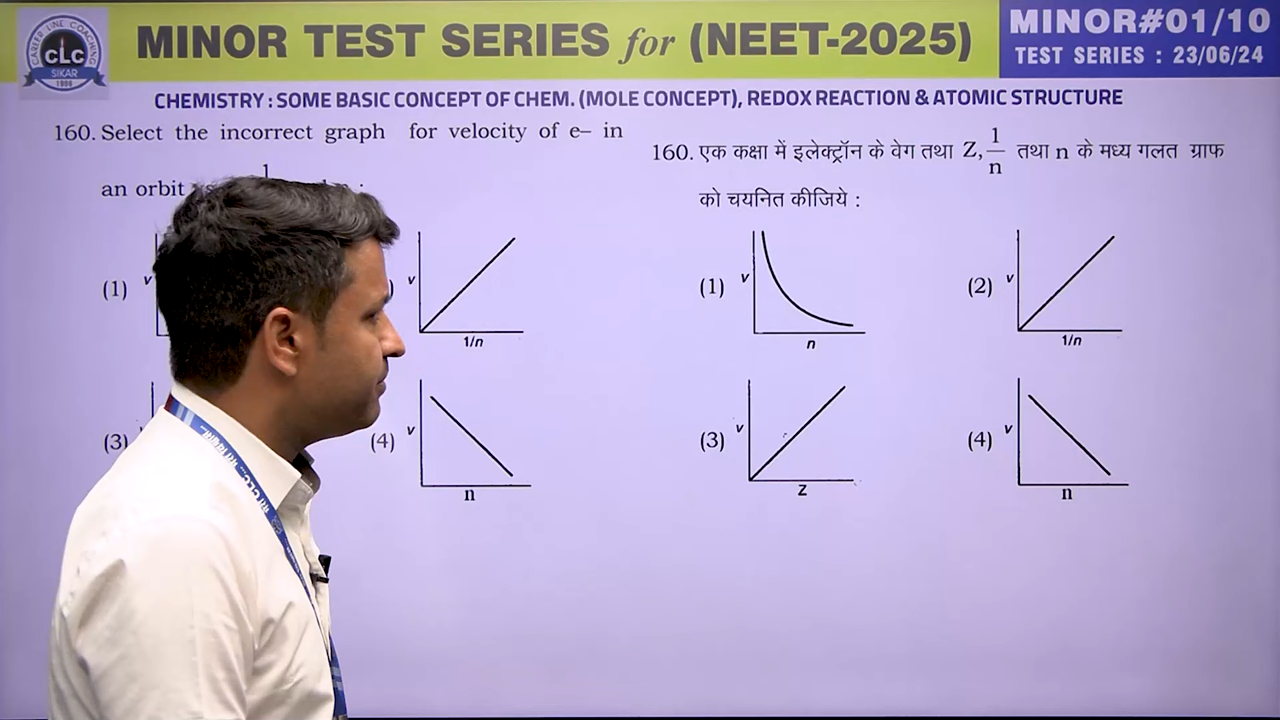 CAREER LINE COACHING
CLC
SIKAR
1996
MINOR TEST SERIES for (NEET-2025)
MINOR#01/10
TEST SERIES : 23/06/24
CHEMISTRY : SOME BASIC CONCEPT OF CHEM. (MOLE CONCEPT), REDOX REACTION & ATOMIC STRUCTURE
160. Select the incorrect graph for velocity of e– in
an orbit
(1)
v
v
1/n
(3)
(4)
v
n
160. एक कक्षा में इलेक्ट्रॉन के वेग तथा Z, 1/n तथा n के मध्य गलत ग्राफ
को चयनित कीजिये :
(1)
v
n
(2)
v
1/n
(3)
v
Z
(4)
v
n